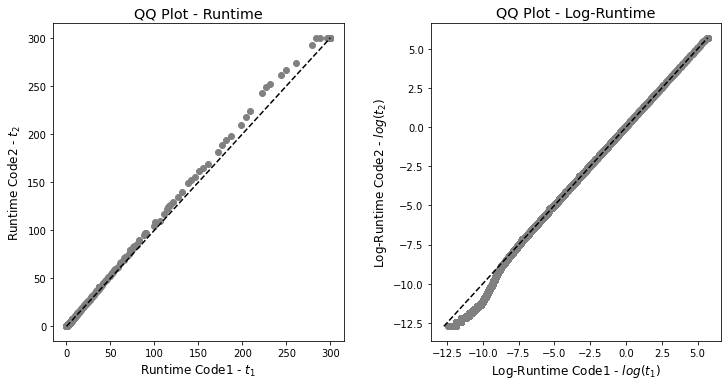 QQ Plot - Runtime
300
250
200
150
100
50
0
Runtime Code2 - t₂
0 50 100 150 200 250 300
Runtime Code1 - t₁
QQ Plot - Log-Runtime
5.0
2.5
0.0
−2.5
−5.0
−7.5
−10.0
−12.5
Log-Runtime Code2 - log(t₂)
−12.5 −10.0 −7.5 −5.0 −2.5 0.0 2.5 5.0
Log-Runtime Code1 - log(t₁)